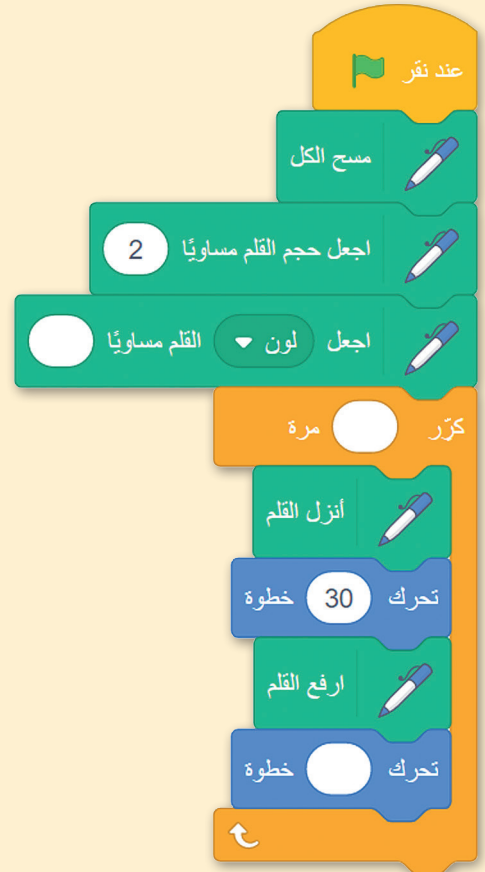 عند نقر
مسح الكل
اجعل حجم القلم مساويًا 2
اجعل لون القلم مساويًا
كرّر مرة
أنزل القلم
تحرك 30 خطوة
ارفع القلم
تحرك خطوة